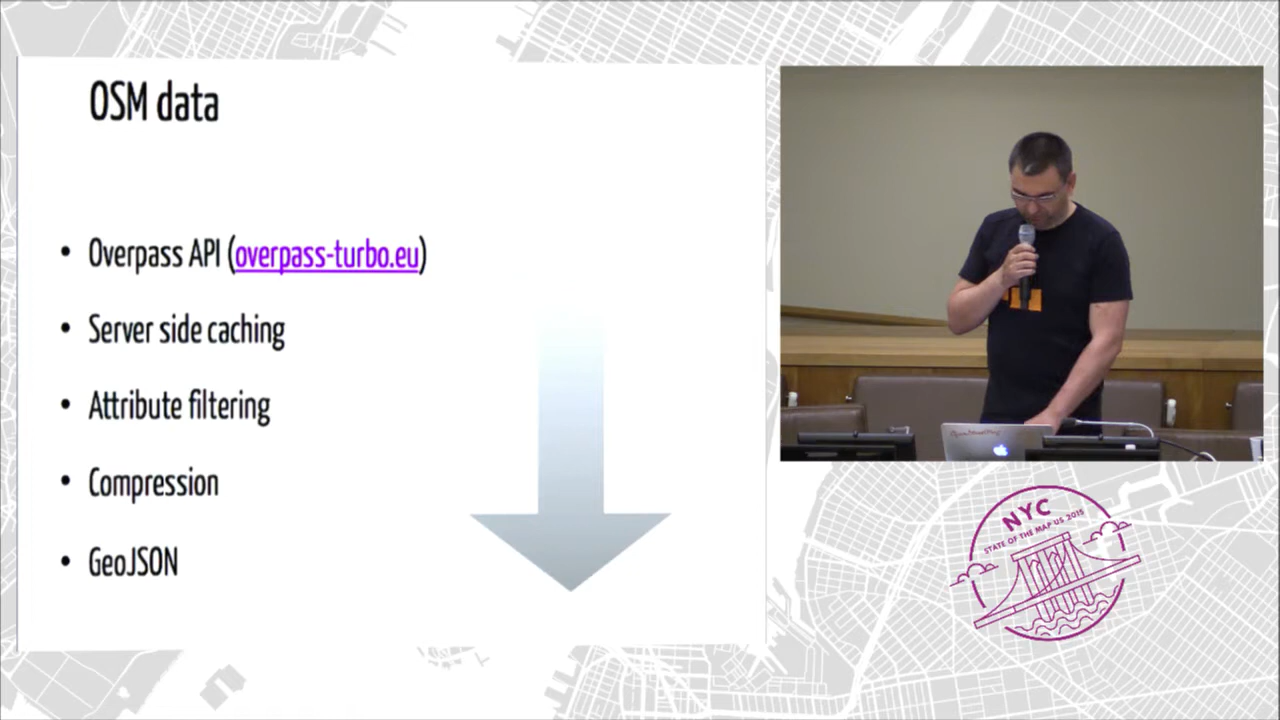 OSM data
• Overpass API (overpass-turbo.eu)
• Server side caching
• Attribute filtering
• Compression
• GeoJSON
NYC
STATE OF THE MAP US 2015